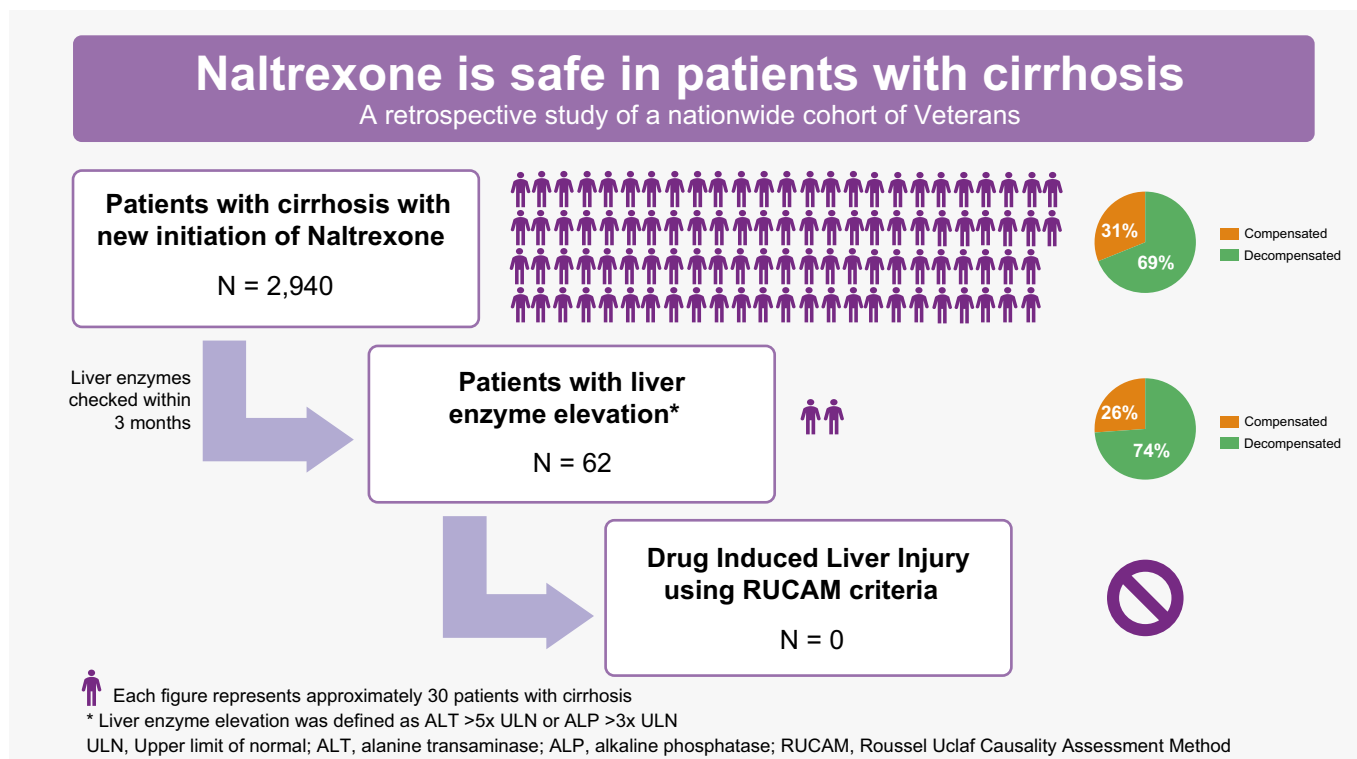 Naltrexone is safe in patients with cirrhosis
A retrospective study of a nationwide cohort of Veterans
Patients with cirrhosis with
new initiation of Naltrexone
N = 2,940
31%
69%
Compensated
Decompensated
Liver enzymes
checked within
3 months
Patients with liver
enzyme elevation*
N = 62
26%
74%
Compensated
Decompensated
Drug Induced Liver Injury
using RUCAM criteria
N = 0
Each figure represents approximately 30 patients with cirrhosis
* Liver enzyme elevation was defined as ALT >5x ULN or ALP >3x ULN
ULN, Upper limit of normal; ALT, alanine transaminase; ALP, alkaline phosphatase; RUCAM, Roussel Uclaf Causality Assessment Method